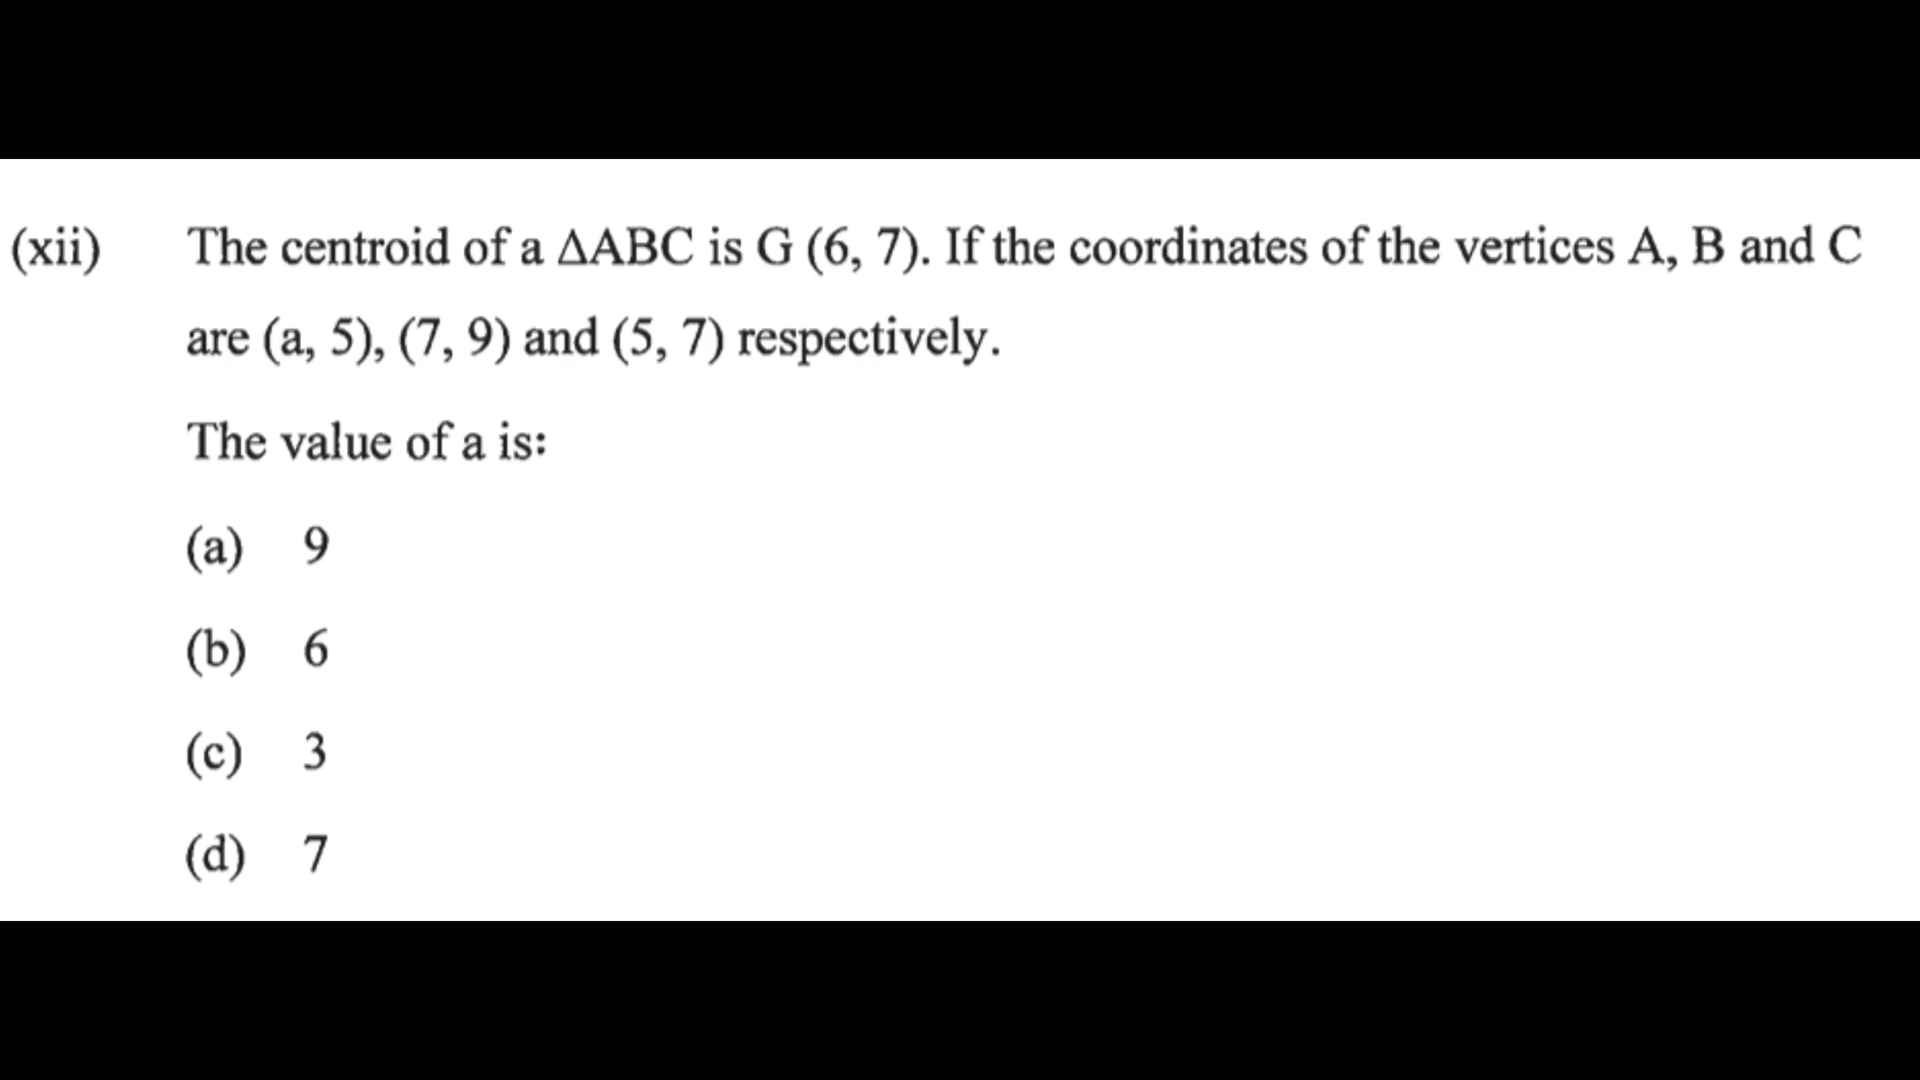 (xii) The centroid of a ΔABC is G (6, 7). If the coordinates of the vertices A, B and C
are (a, 5), (7, 9) and (5, 7) respectively.
The value of a is:
(a) 9
(b) 6
(c) 3
(d) 7